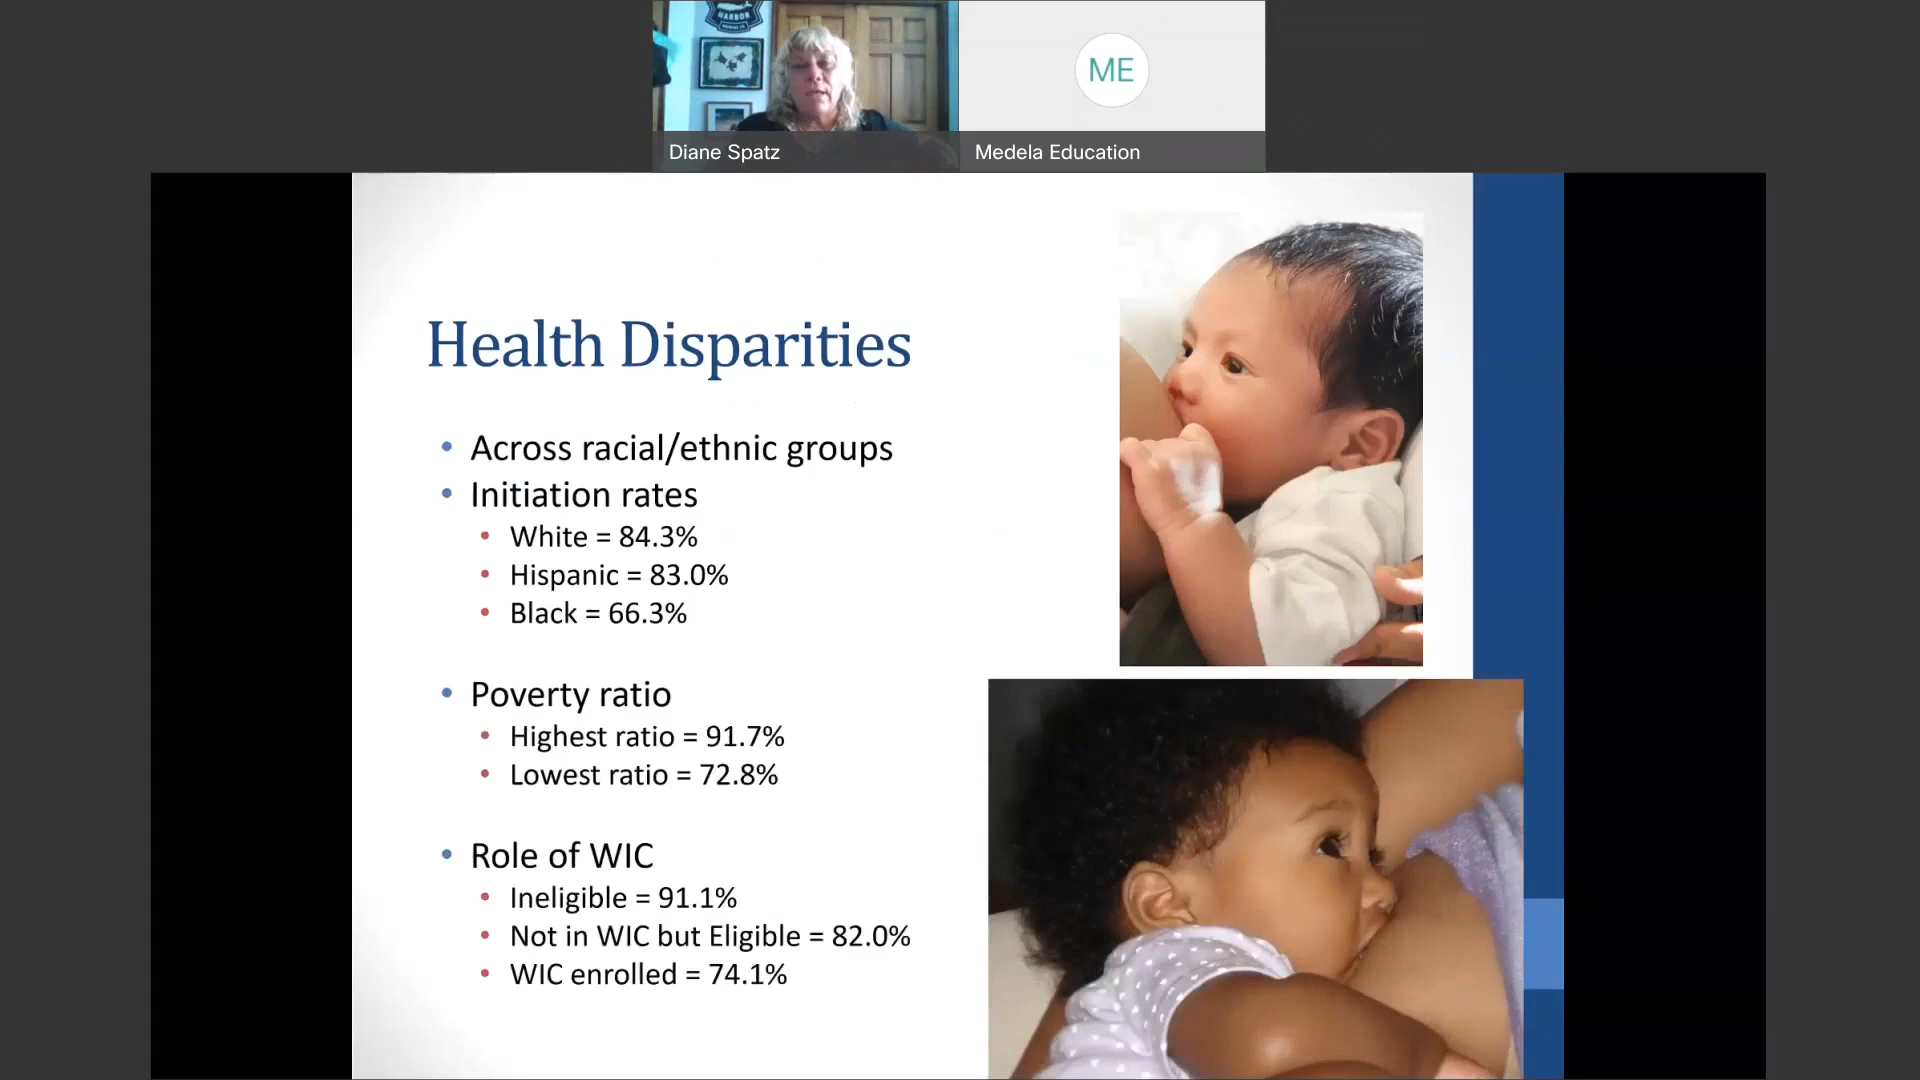 HARBOR
Diane Spatz
ME
Medela Education
Health Disparities
• Across racial/ethnic groups
• Initiation rates
• White = 84.3%
• Hispanic = 83.0%
• Black = 66.3%
• Poverty ratio
• Highest ratio = 91.7%
• Lowest ratio = 72.8%
• Role of WIC
• Ineligible = 91.1%
• Not in WIC but Eligible = 82.0%
• WIC enrolled = 74.1%